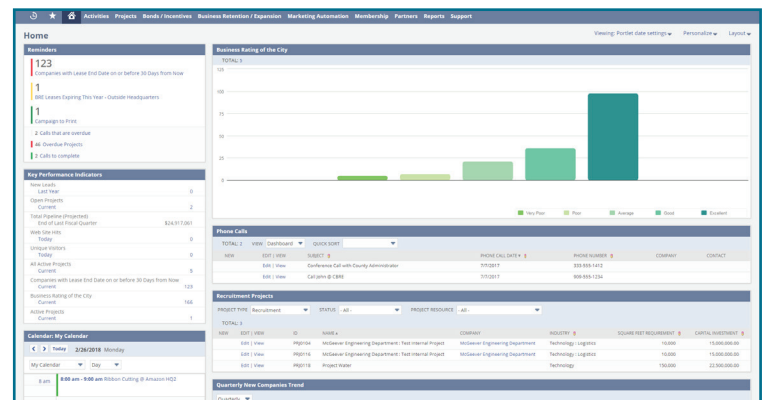 Activities Projects Bonds / Incentives Business Retention / Expansion Marketing Automation Membership Partners Reports Support
Home
Viewing: Portlet date settings Personalize Layout
Reminders
123
Companies with Lease End Date on or before 30 Days from Now
1
BRE Leases Expiring This Year - Outside Headquarters
1
Campaign to Print
2 Calls that are overdue
46 Overdue Projects
3 Calls to complete
Key Performance Indicators
New Leads
Last Year 0
Open Projects
Current 2
Total Pipeline (Projected)
End of Last Fiscal Quarter $24,917,061
Web Site Hits
Today 0
Unique Visitors
Today 0
All Active Projects
Current
Companies with Lease End Date on or before 30 Days from Now
Current 123
Business Rating of the City
Current 166
Active Projects
Current 1
Calendar: My Calendar
Today 2/26/2018 Monday
My Calendar Day
8 am 8:00 am - 9:00 am Ribbon Cutting @ Amazon HQ2
Business Rating of the City
TOTAL: 5
125
100
75
50
25
0
Very Poor Poor Average Good Excellent
Phone Calls
TOTAL: 2 VIEW Dashboard QUICK SORT
NEW EDIT | VIEW SUBJECT PHONE CALL DATE PHONE NUMBER COMPANY CONTACT
Edit | View Conference Call with County Administrator 7/7/2017 333-935-1412
Edit | View Call John @ CBRE 7/7/2017 909-935-1234
Recruitment Projects
PROJECT TYPE Recruitment STATUS - All - PROJECT RESOURCE - All -
TOTAL: 3
NEW EDIT | VIEW ID NAME COMPANY INDUSTRY SQUARE FEET REQUIREMENT CAPITAL INVESTMENT
Edit | View PRJ0104 McGeever Engineering Department : Test Internal Project McGeever Engineering Department Technology : Logistics 10,000 15,000,000.00
Edit | View PRJ0116 McGeever Engineering Department : Test Internal Project McGeever Engineering Department Technology : Logistics 10,000 15,000,000.00
Edit | View PRJ0118 Project Water Technology 150,000 22,500,000.00
Quarterly New Companies Trend
Quarterly